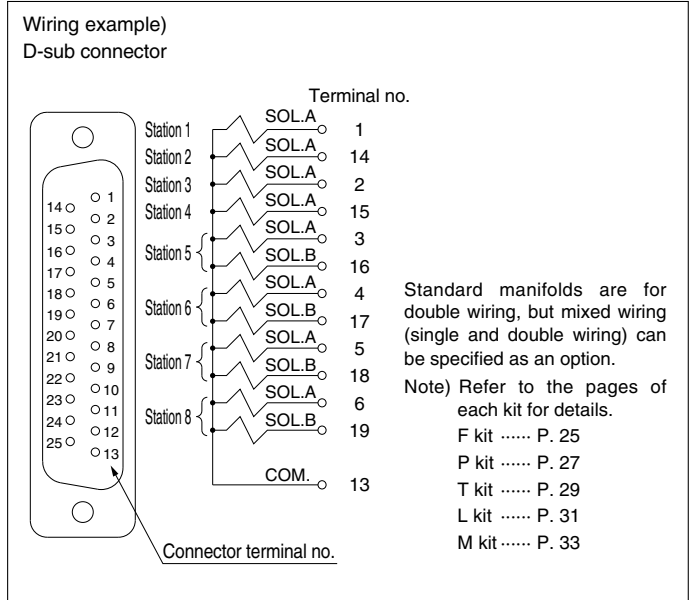 Wiring example)
D-sub connector
Terminal no.
Station 1 SOL.A 1
Station 2 SOL.A 14
Station 3 SOL.A 2
Station 4 SOL.A 15
Station 5 SOL.A 3
SOL.B 16
Station 6 SOL.A 4
SOL.B 17
Station 7 SOL.A 5
SOL.B 18
Station 8 SOL.A 6
SOL.B 19
COM. 13
1
14
2
15
3
16
4
17
5
18
6
19
7
20
8
21
9
22
10
23
11
24
12
25
13
Connector terminal no.
Standard manifolds are for
double wiring, but mixed wiring
(single and double wiring) can
be specified as an option.
Note) Refer to the pages of
each kit for details.
F kit ······ P. 25
P kit ······ P. 27
T kit ······ P. 29
L kit ······ P. 31
M kit ······ P. 33